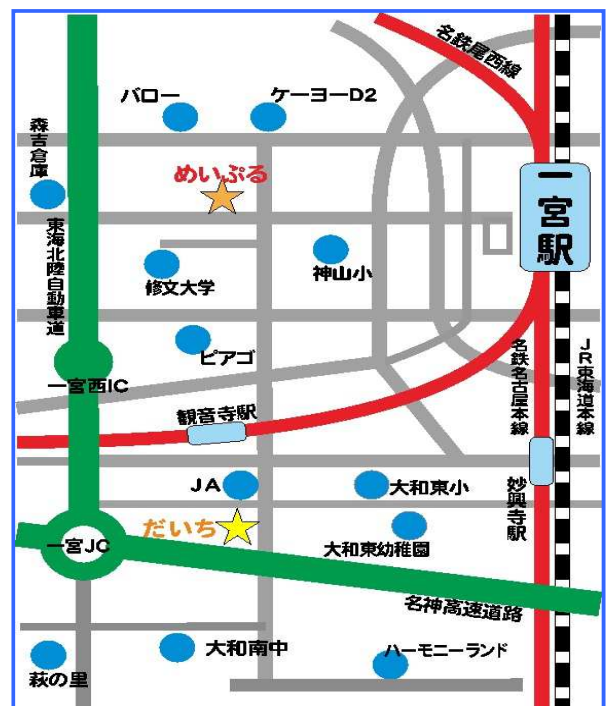 名鉄尾西線
バロー
ケーヨーD2
森吉倉庫
めいぷる
一宮駅
東海北陸自動車道
修文大学
神山小
ピアゴ
名鉄名古屋本線
JR東海道本線
一宮西IC
観音寺駅
JA
大和東小
妙興寺駅
だいち
大和東幼稚園
一宮JC
名神高速道路
大和南中
ハーモニーランド
萩の里